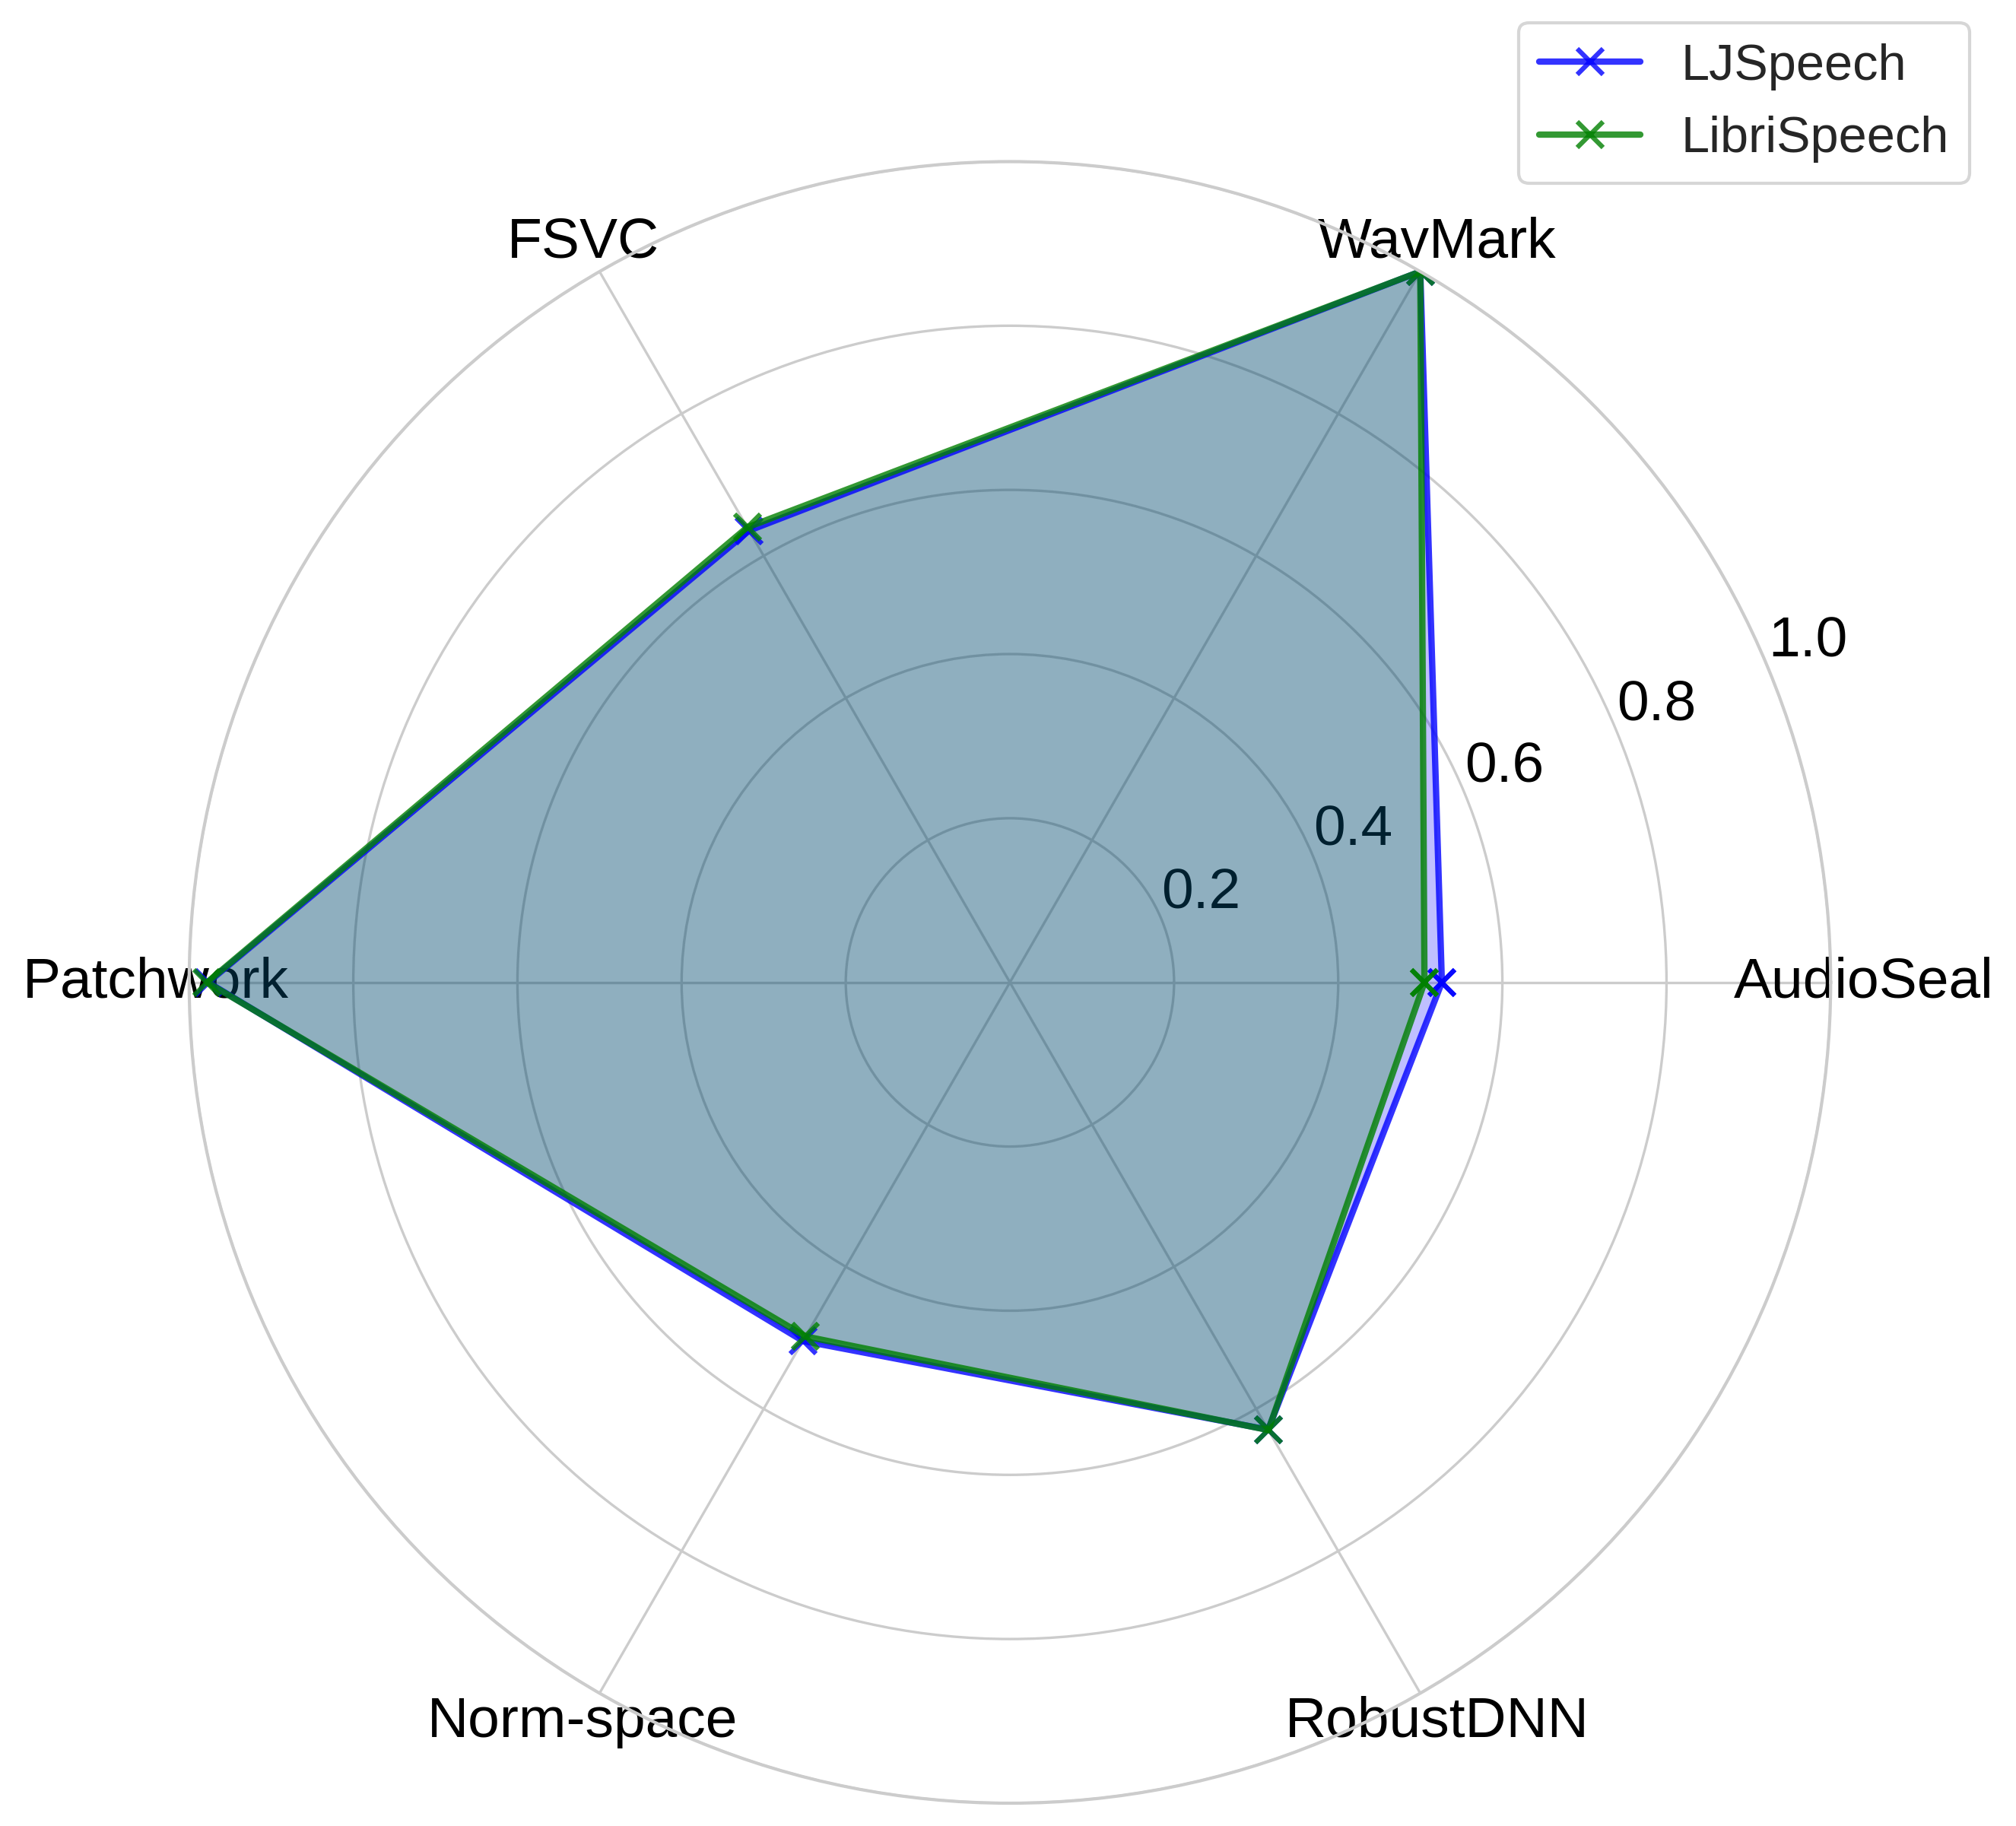 LJSpeech
LibriSpeech
FSVC
WavMark
1.0
0.8
0.6
0.4
0.2
Patchwork
AudioSeal
Norm-space
RobustDNN